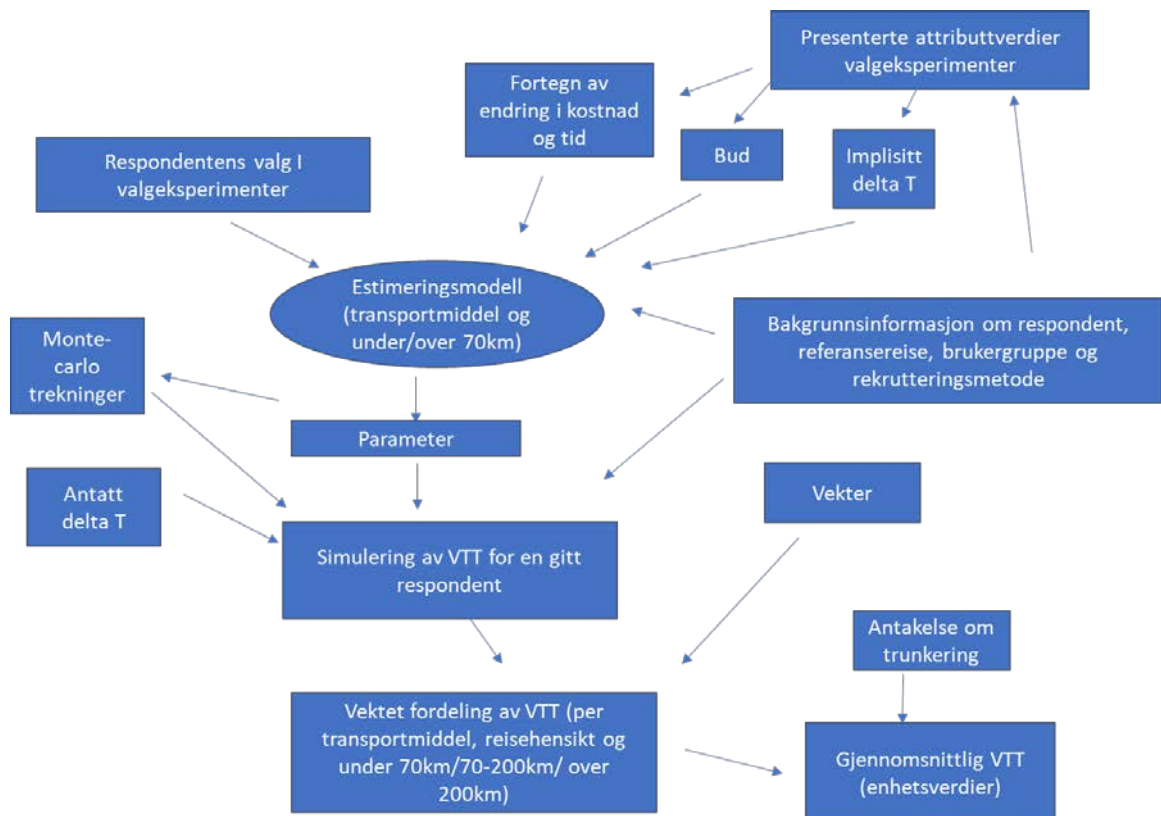 Presenterte attributtverdier
valgeksperimenter
Fortegn av
endring i kostnad
og tid
Bud
Implisitt
delta T
Respondentens valg I
valgeksperimenter
Estimeringsmodell
(transportmiddel og
under/over 70km)
Bakgrunnsinformasjon om respondent,
referansereise, brukergruppe og
rekrutteringsmetode
Monte-
carlo
trekninger
Parameter
Antatt
delta T
Vekter
Simulering av VTT for en gitt
respondent
Antakelse om
trunkering
Vektet fordeling av VTT (per
transportmiddel, reisehensikt og
under 70km/70-200km/ over
200km)
Gjennomsnittlig VTT
(enhetsverdier)